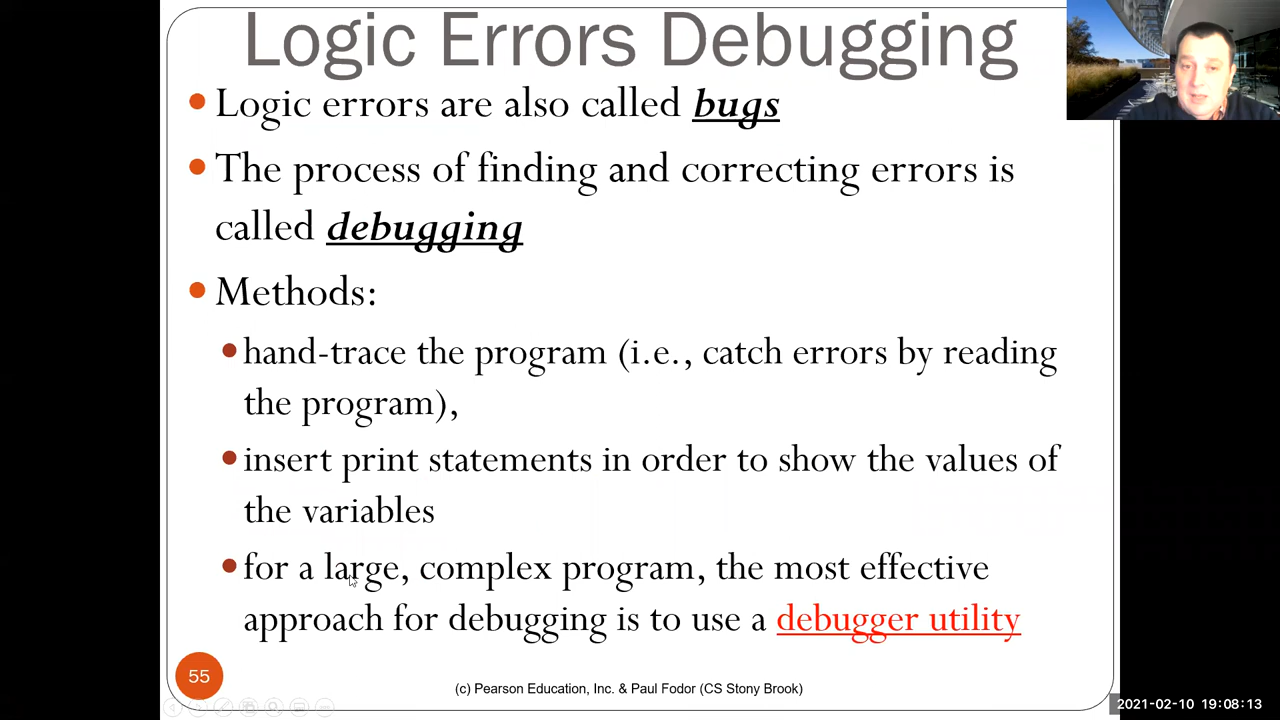 Logic Errors Debugging
• Logic errors are also called bugs
• The process of finding and correcting errors is
called debugging
• Methods:
• hand-trace the program (i.e., catch errors by reading
the program),
• insert print statements in order to show the values of
the variables
• for a large, complex program, the most effective
approach for debugging is to use a debugger utility
55
(c) Pearson Education, Inc. & Paul Fodor (CS Stony Brook)
2021-02-10 19:08:13